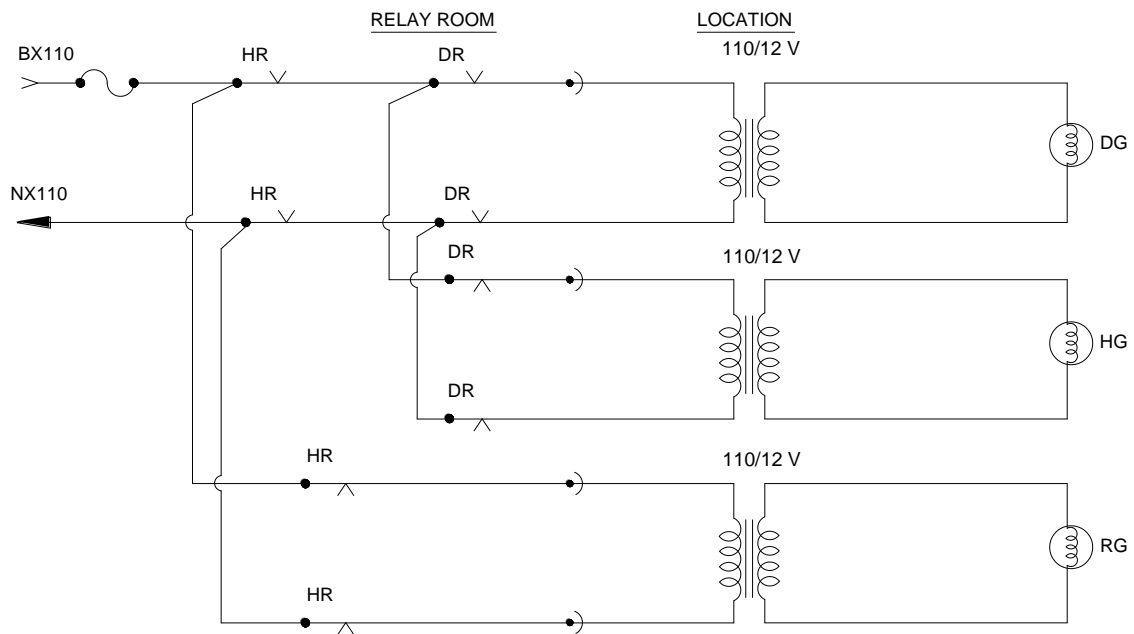 RELAY ROOM
LOCATION
BX110
HR
DR
110/12 V
DG
NX110
HR
DR
DR
110/12 V
HG
DR
HR
110/12 V
RG
HR